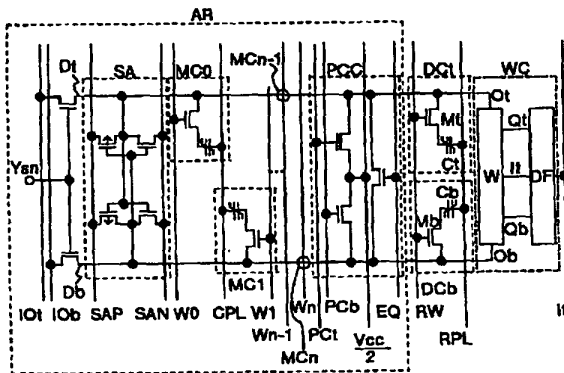 AR
Dt
SA
MC0
MCn-1
PCC
DCt
WC
Mt
Ct
Ot
Qt
W
It
DF
Ysn
Cb
Mb
Qb
Ob
Db
MC1
DCb
IOt
IOb
SAP
SAN
W0
CPL
W1
Wn
PCb
EQ
RW
Wn-1
PCt
Vcc
2
RPL
MCn